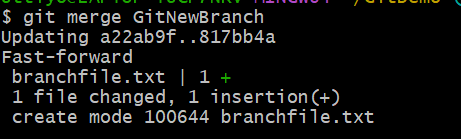 $ git merge GitNewBranch
Updating a22ab9f..817bb4a
Fast-forward
 branchfile.txt | 1 +
 1 file changed, 1 insertion(+)
 create mode 100644 branchfile.txt